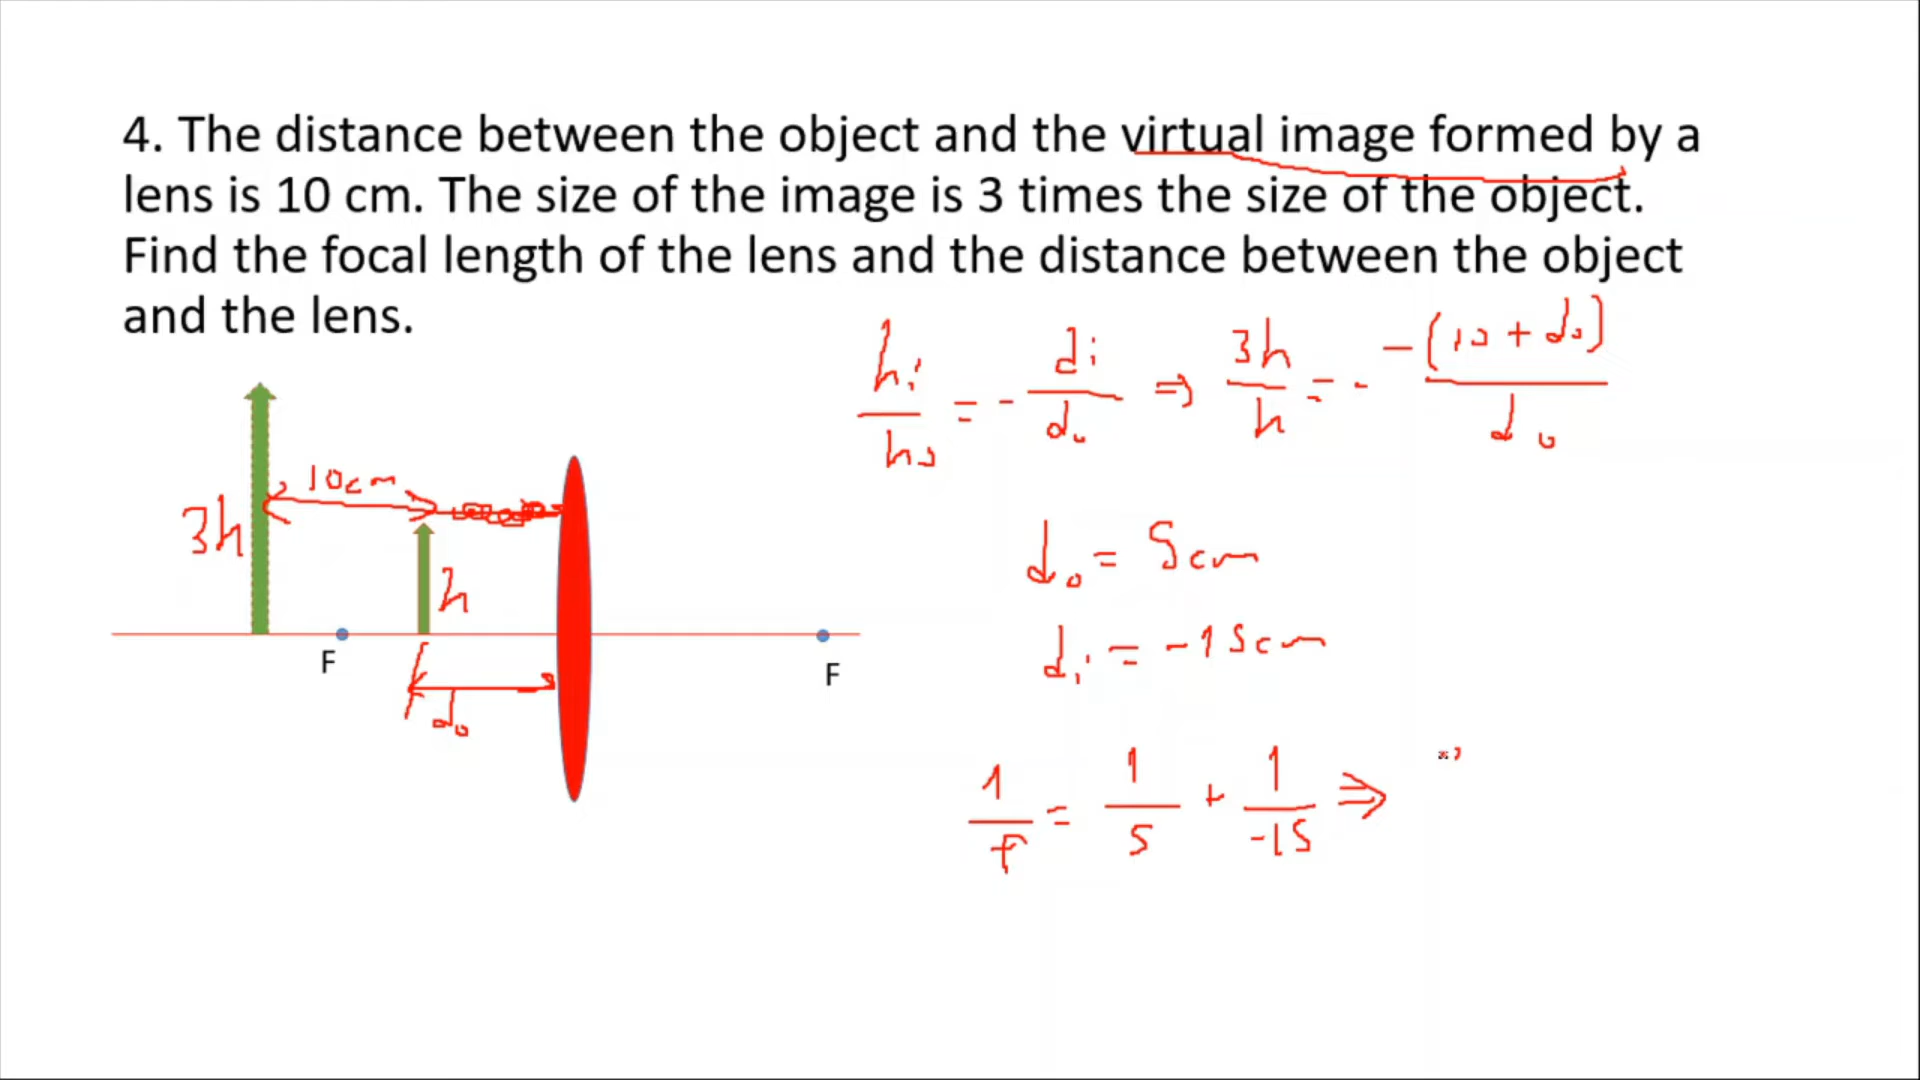 4. The distance between the object and the virtual image formed by a
lens is 10 cm. The size of the image is 3 times the size of the object.
Find the focal length of the lens and the distance between the object
and the lens.
hi/ho = - di/do ⇒ 3h/h = - -(10 + do)/do
10cm
3h
h
do = 5cm
di = -15cm
F
F
do
1/f = 1/5 + 1/-15 ⇒